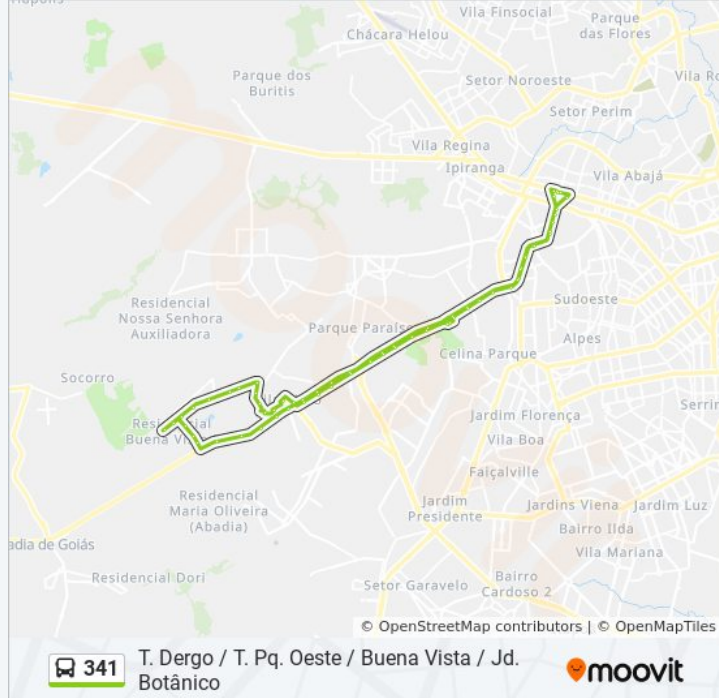 Vila Finsocial
Parque
das Flores
Chácara Helou
Parque dos
Buritis
Setor Noroeste
Vila Ro
Setor Perim
Vila Regina
Ipiranga
Vila Abajá
Residencial
Nossa Senhora
Auxiliadora
Parque Paraíso
Sudoeste
Alpes
Celina Parque
Socorro
Residencial
Buena Vista
Jardim Florença
Serrin
Vila Boa
Faiçalville
Residencial
Maria Oliveira
(Abadia)
Jardim
Presidente
Jardins Viena
Jardim Luz
Bairro Ilda
Vila Mariana
adia de Goiás
Residencial Dori
Setor Garavelo
Bairro
Cardoso 2
© OpenStreetMap contributors | © OpenMapTiles
341
T. Dergo / T. Pq. Oeste / Buena Vista / Jd.
Botânico
moovit